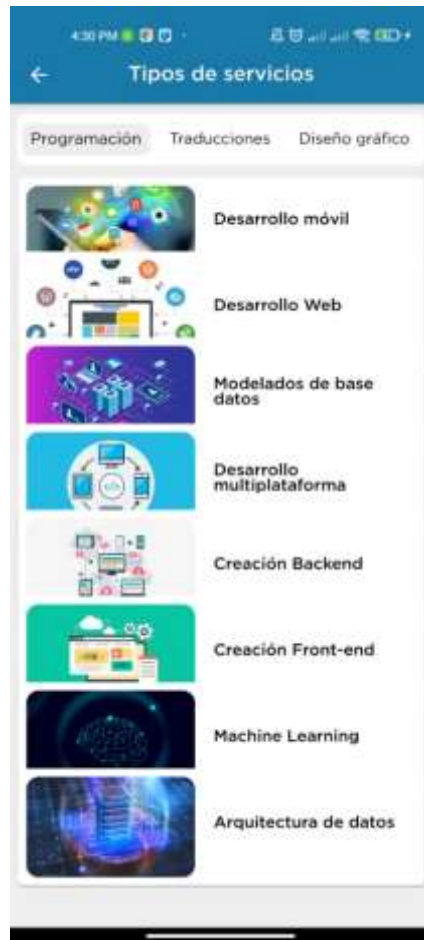 4:30 PM
Tipos de servicios
Programación Traducciones Diseño gráfico
Desarrollo móvil
Desarrollo Web
Modelados de base
datos
Desarrollo
multiplataforma
Creación Backend
Creación Front-end
Machine Learning
Arquitectura de datos